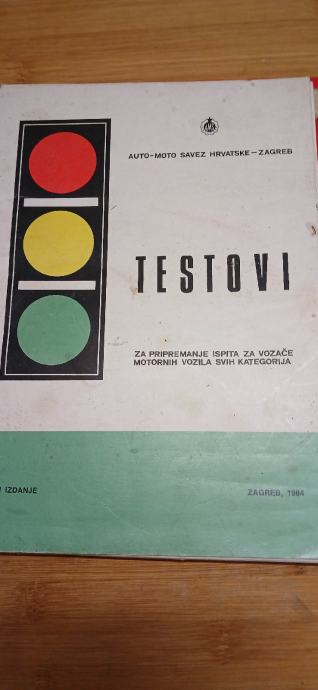 AUTO-MOTO SAVEZ HRVATSKE – ZAGREB
TESTOVI
ZA PRIPREMANJE ISPITA ZA VOZAČE
MOTORNIH VOZILA SVIH KATEGORIJA
IZDANJE
ZAGREB, 1984